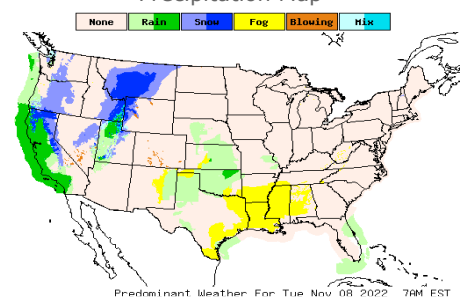 Precipitation Map
None Rain Snow Fog Blowing Mix
Predominant Weather For Tue Nov 08 2022 7AM EST